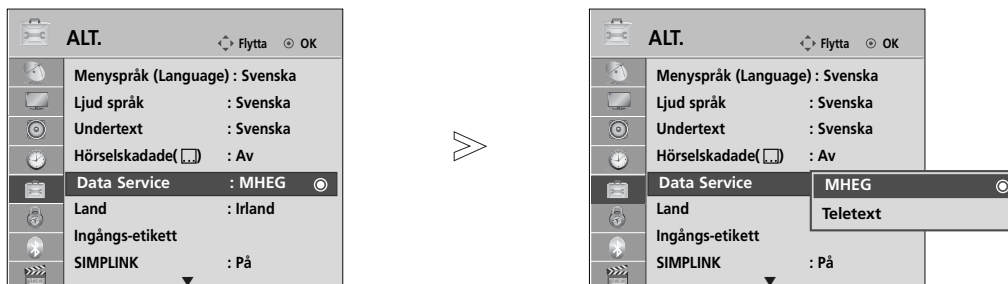 ALT.
Flytta OK
Menyspråk (Language) : Svenska
Ljud språk : Svenska
Undertext : Svenska
Hörselskadade( ) : Av
Data Service : MHEG
Land : Irland
Ingångs-etikett
SIMPLINK : På
ALT.
Flytta OK
Menyspråk (Language) : Svenska
Ljud språk : Svenska
Undertext : Svenska
Hörselskadade( ) : Av
Data Service
MHEG
Land
Teletext
Ingångs-etikett
SIMPLINK : På